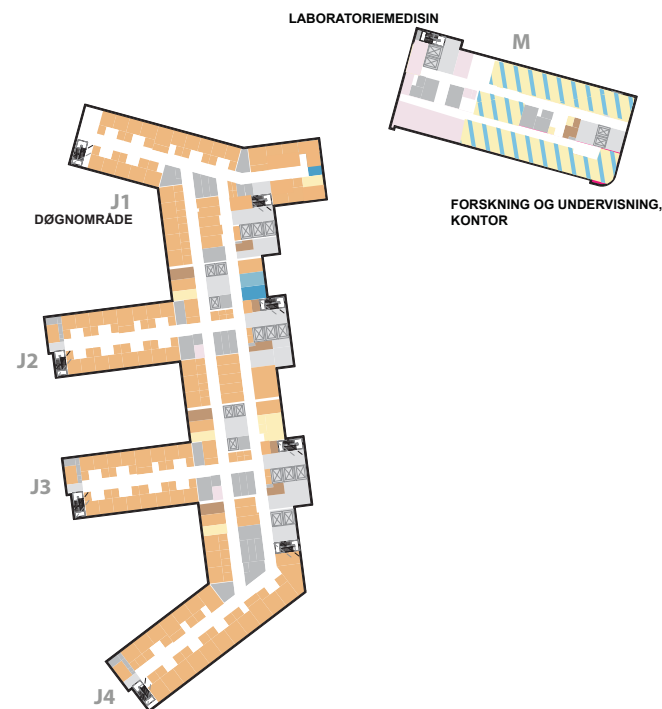 LABORATORIEMEDISIN
M
J1
DØGNOMRÅDE
FORSKNING OG UNDERVISNING,
KONTOR
J2
J3
J4